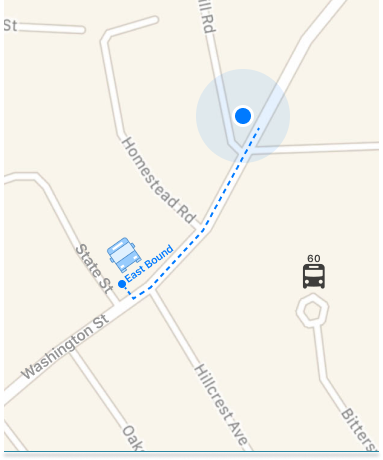 St
ill Rd
Homestead Rd
State St
East Bound
60
Washington St
Hillcrest Ave
Oak
Bitters